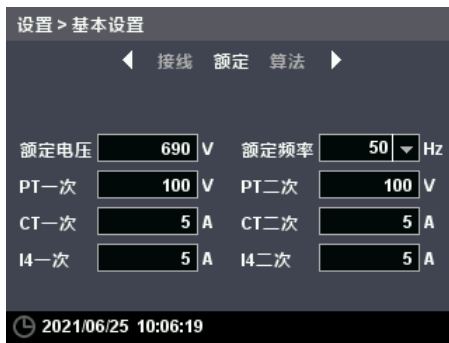 设置 > 基本设置
接线 额定 算法
额定电压 690 V 额定频率 50 Hz
PT一次 100 V PT二次 100 V
CT一次 5 A CT二次 5 A
I4一次 5 A I4二次 5 A
2021/06/25 10:06:19